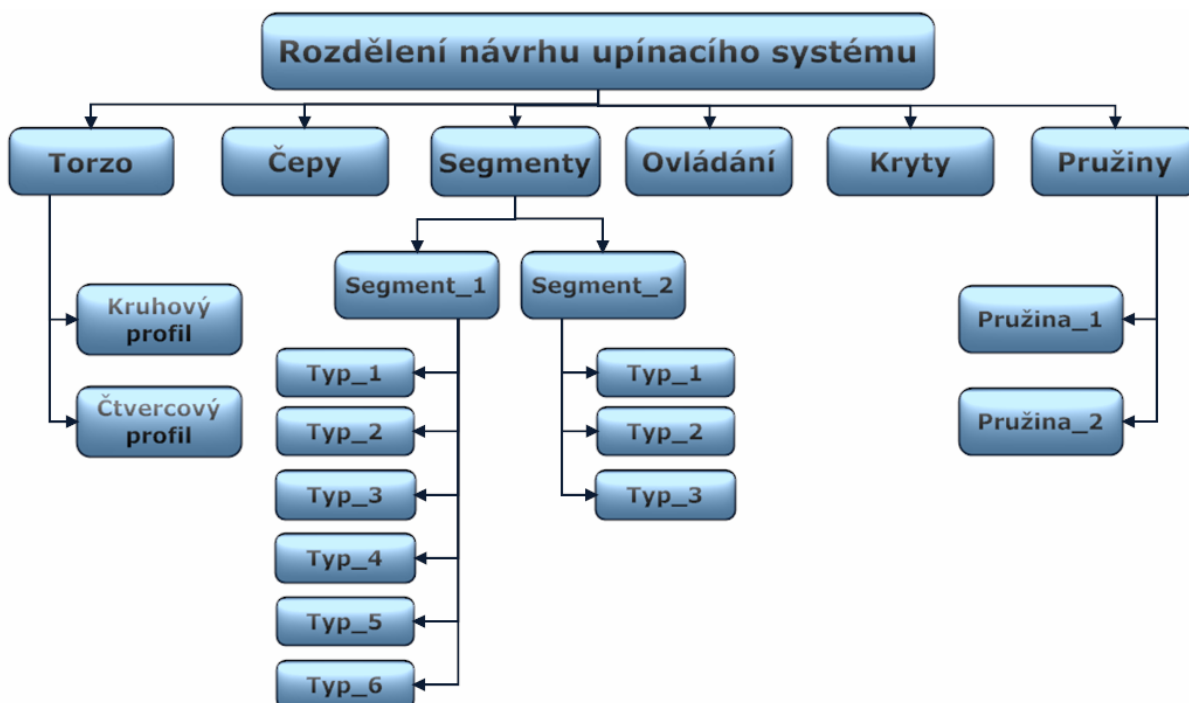 Rozdělení návrhu upínacího systému
Torzo
Čepy
Segmenty
Ovládání
Kryty
Pružiny
Kruhový
profil
Čtvercový
profil
Segment_1
Typ_1
Typ_2
Typ_3
Typ_4
Typ_5
Typ_6
Segment_2
Typ_1
Typ_2
Typ_3
Pružina_1
Pružina_2